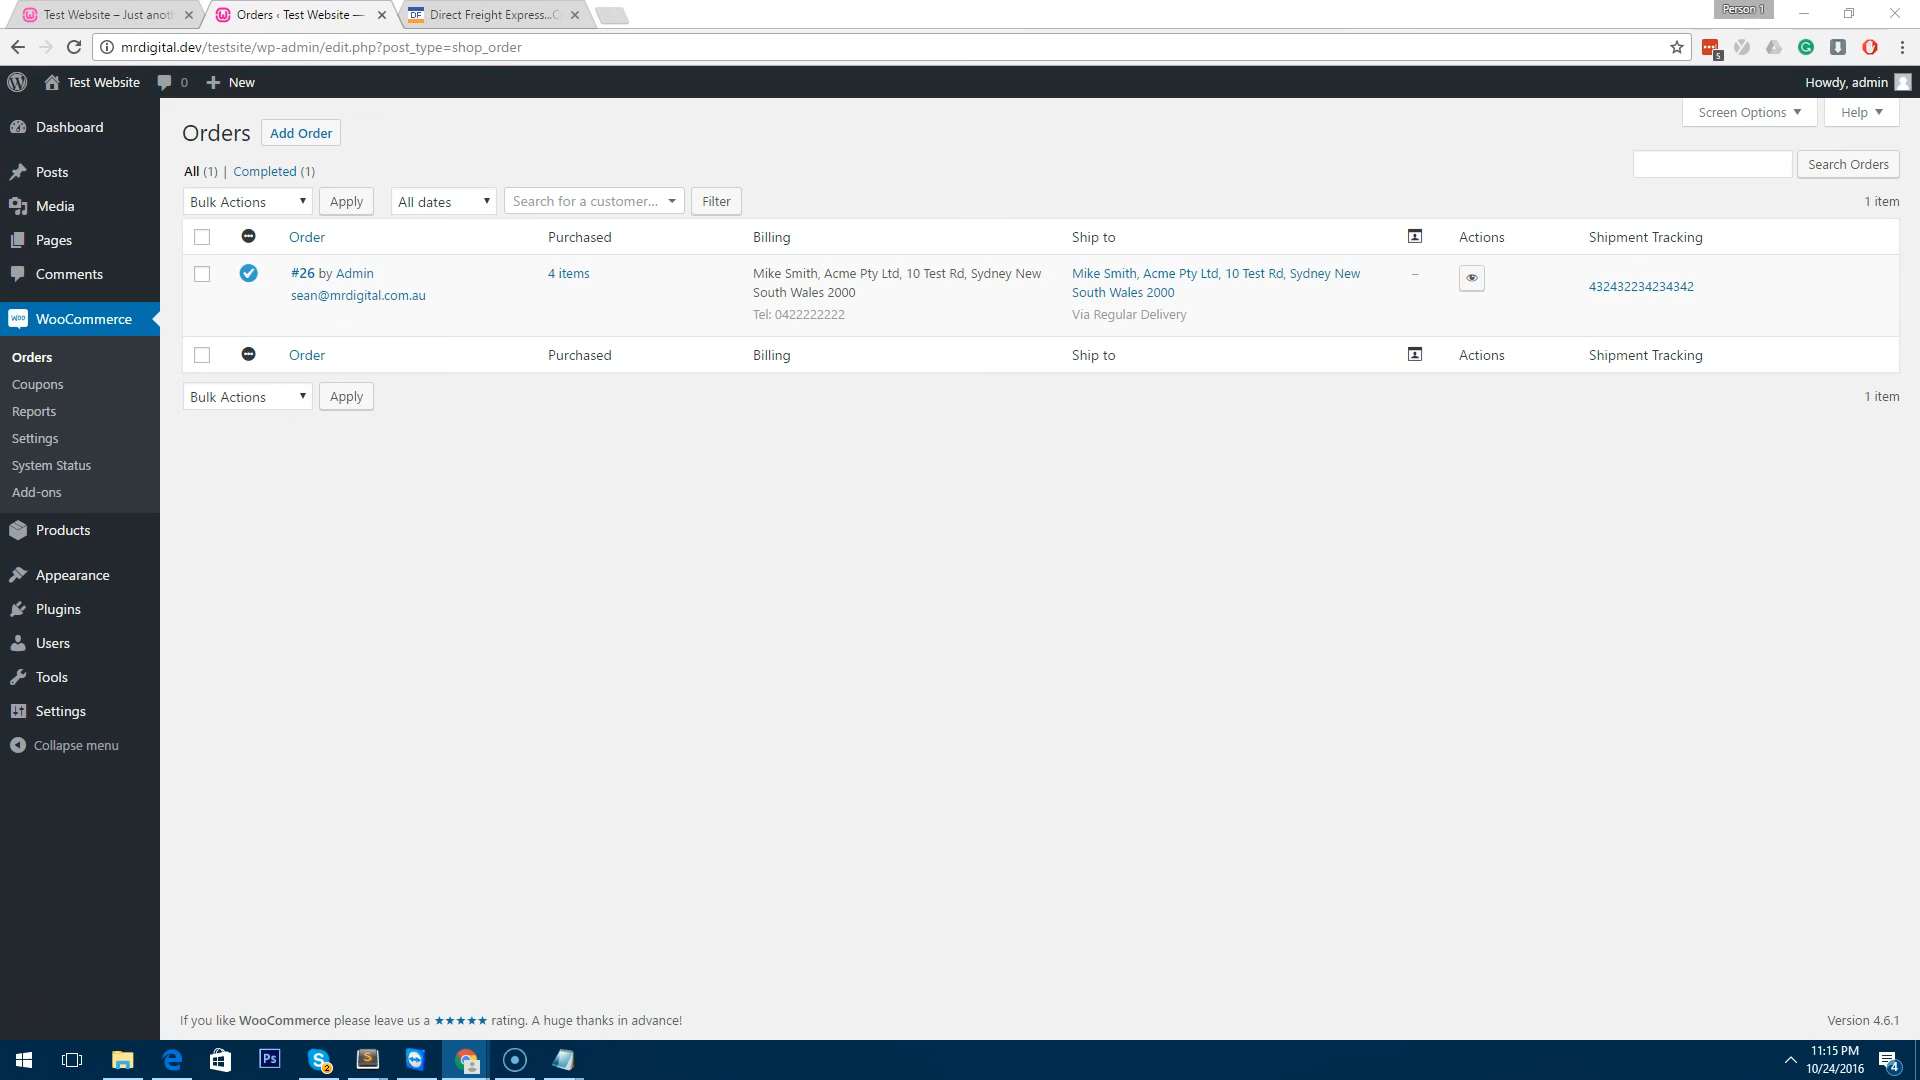 Test Website – Just anoth
Orders ‹ Test Website —
Direct Freight Express...C
Person 1
mrdigital.dev/testsite/wp-admin/edit.php?post_type=shop_order
5
Test Website
0
New
Howdy, admin
Dashboard
Posts
Media
Pages
Comments
WooCommerce
Orders
Coupons
Reports
Settings
System Status
Add-ons
Products
Appearance
Plugins
Users
Tools
Settings
Collapse menu
Screen Options
Help
Orders
Add Order
All (1) | Completed (1)
Search Orders
Bulk Actions
Apply
All dates
Search for a customer...
Filter
1 item
Order
Purchased
Billing
Ship to
Actions
Shipment Tracking
#26 by Admin
sean@mrdigital.com.au
4 items
Mike Smith, Acme Pty Ltd, 10 Test Rd, Sydney New
South Wales 2000
Tel: 0422222222
Mike Smith, Acme Pty Ltd, 10 Test Rd, Sydney New
South Wales 2000
Via Regular Delivery
–
432432234234342
Order
Purchased
Billing
Ship to
Actions
Shipment Tracking
Bulk Actions
Apply
1 item
If you like WooCommerce please leave us a ★★★★★ rating. A huge thanks in advance!
Version 4.6.1
Ps
2
11:15 PM
10/24/2016
4